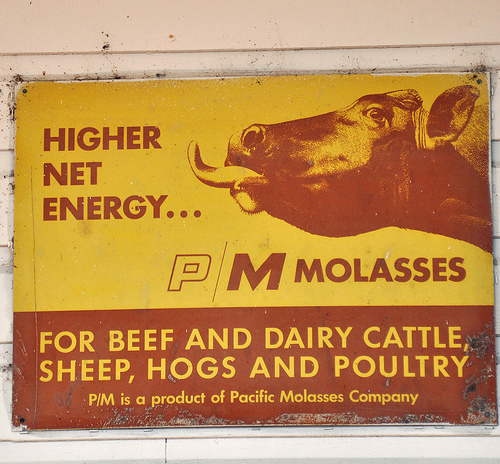 HIGHER
NET
ENERGY...
P/M MOLASSES
FOR BEEF AND DAIRY CATTLE,
SHEEP, HOGS AND POULTRY
P/M is a product of Pacific Molasses Company